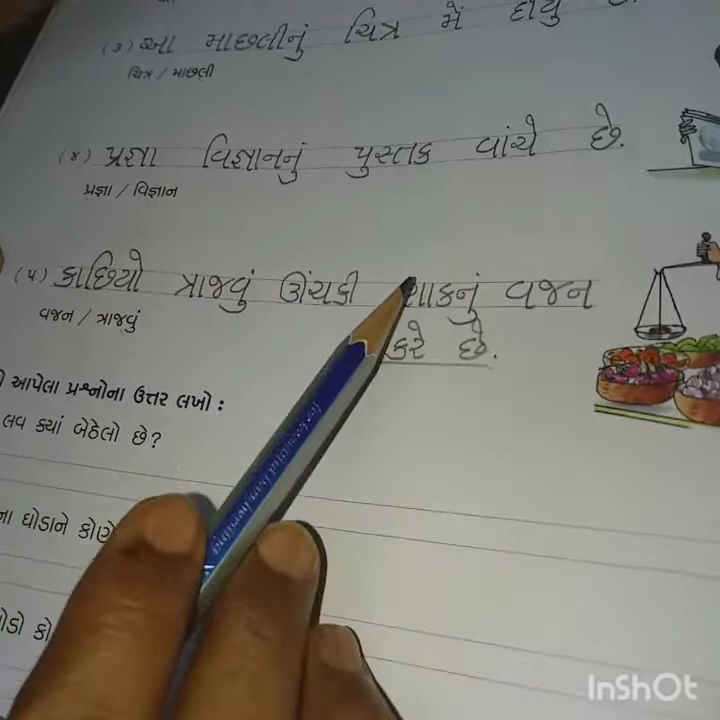 (૩) આ માછલીનું ચિત્ર મેં દોર્યું
ચિત્ર / માછલી
(૪) પ્રજ્ઞા વિજ્ઞાનનું પુસ્તક વાંચે છે.
પ્રજ્ઞા / વિજ્ઞાન
(૫) કાછિયો ત્રાજવું ઊંચકી શાકનું વજન
વજન / ત્રાજવું
કરે છે.
આપેલા પ્રશ્નોના ઉત્તર લખો :
લવ ક્યાં બેઠેલો છે?
ના ઘોડાને કોણે
કો
InShOt